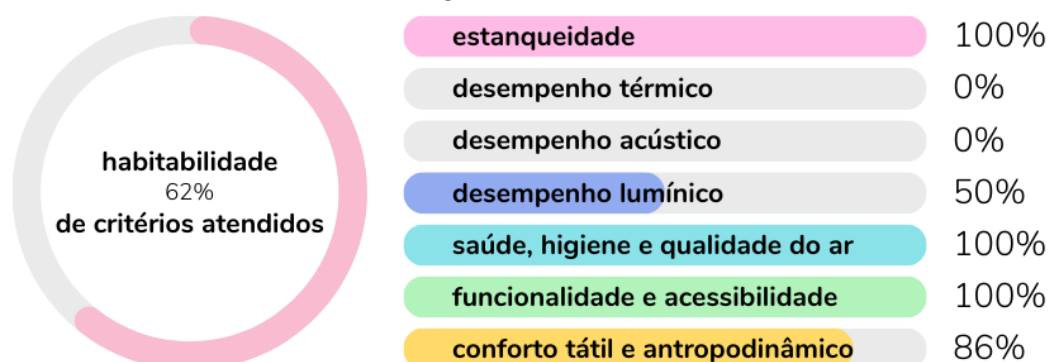 habitabilidade
62%
de critérios atendidos
estanqueidade 100%
desempenho térmico 0%
desempenho acústico 0%
desempenho lumínico 50%
saúde, higiene e qualidade do ar 100%
funcionalidade e acessibilidade 100%
conforto tátil e antropodinâmico 86%